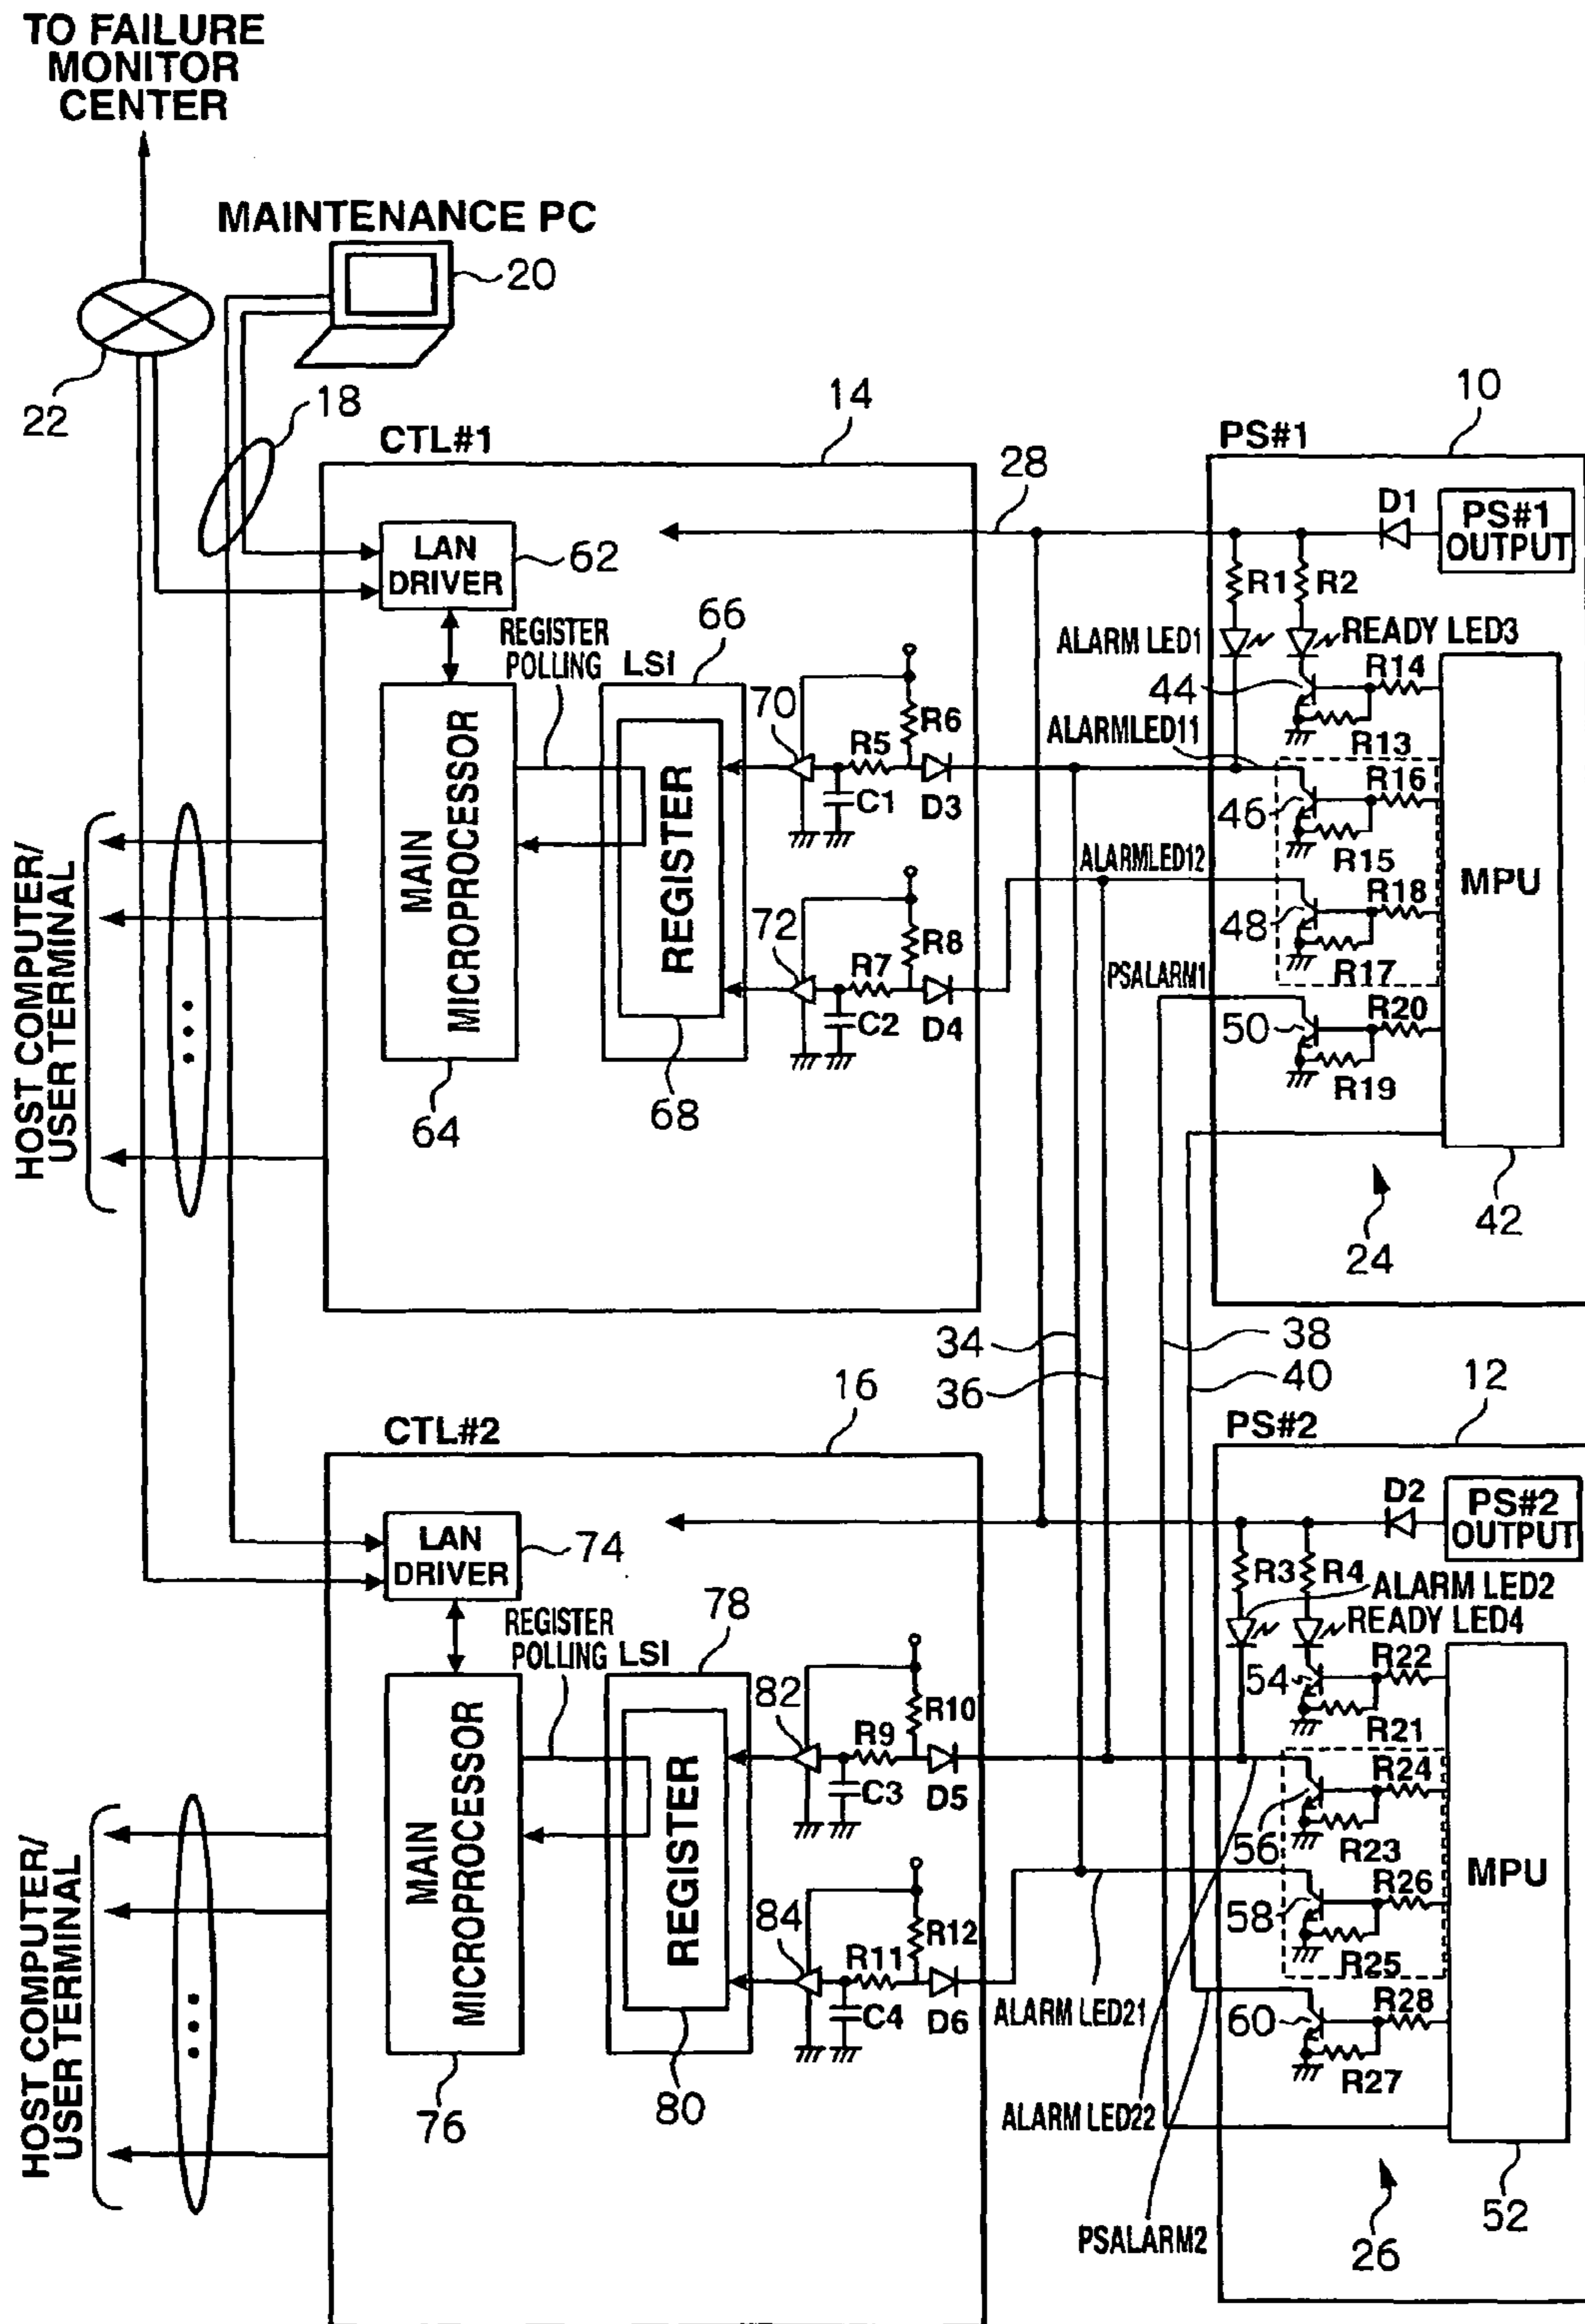 TO FAILURE
MONITOR
CENTER
MAINTENANCE PC
20
22
18
CTL#1
14
28
PS#1
10
D1
PS#1
OUTPUT
LAN
DRIVER
62
R1
R2
ALARM LED1
READY LED3
REGISTER
POLLING
LSI
66
70
R6
R5
C1
D3
44
R14
R13
ALARMLED11
R16
46
R15
MAIN
MICROPROCESSOR
REGISTER
MPU
ALARMLED12
R18
48
R17
72
R8
R7
C2
D4
PSALARM1
R20
50
R19
64
68
42
24
HOST COMPUTER/
USER TERMINAL
34
38
36
40
CTL#2
16
PS#2
12
D2
PS#2
OUTPUT
LAN
DRIVER
74
R3
R4
ALARM LED2
READY LED4
REGISTER
POLLING
LSI
78
82
R10
R9
C3
D5
54
R22
R21
R24
56
R23
MAIN
MICROPROCESSOR
REGISTER
MPU
R26
58
R25
84
R12
R11
C4
D6
ALARM LED21
60
R28
R27
76
80
ALARM LED22
PSALARM2
52
26
HOST COMPUTER/
USER TERMINAL